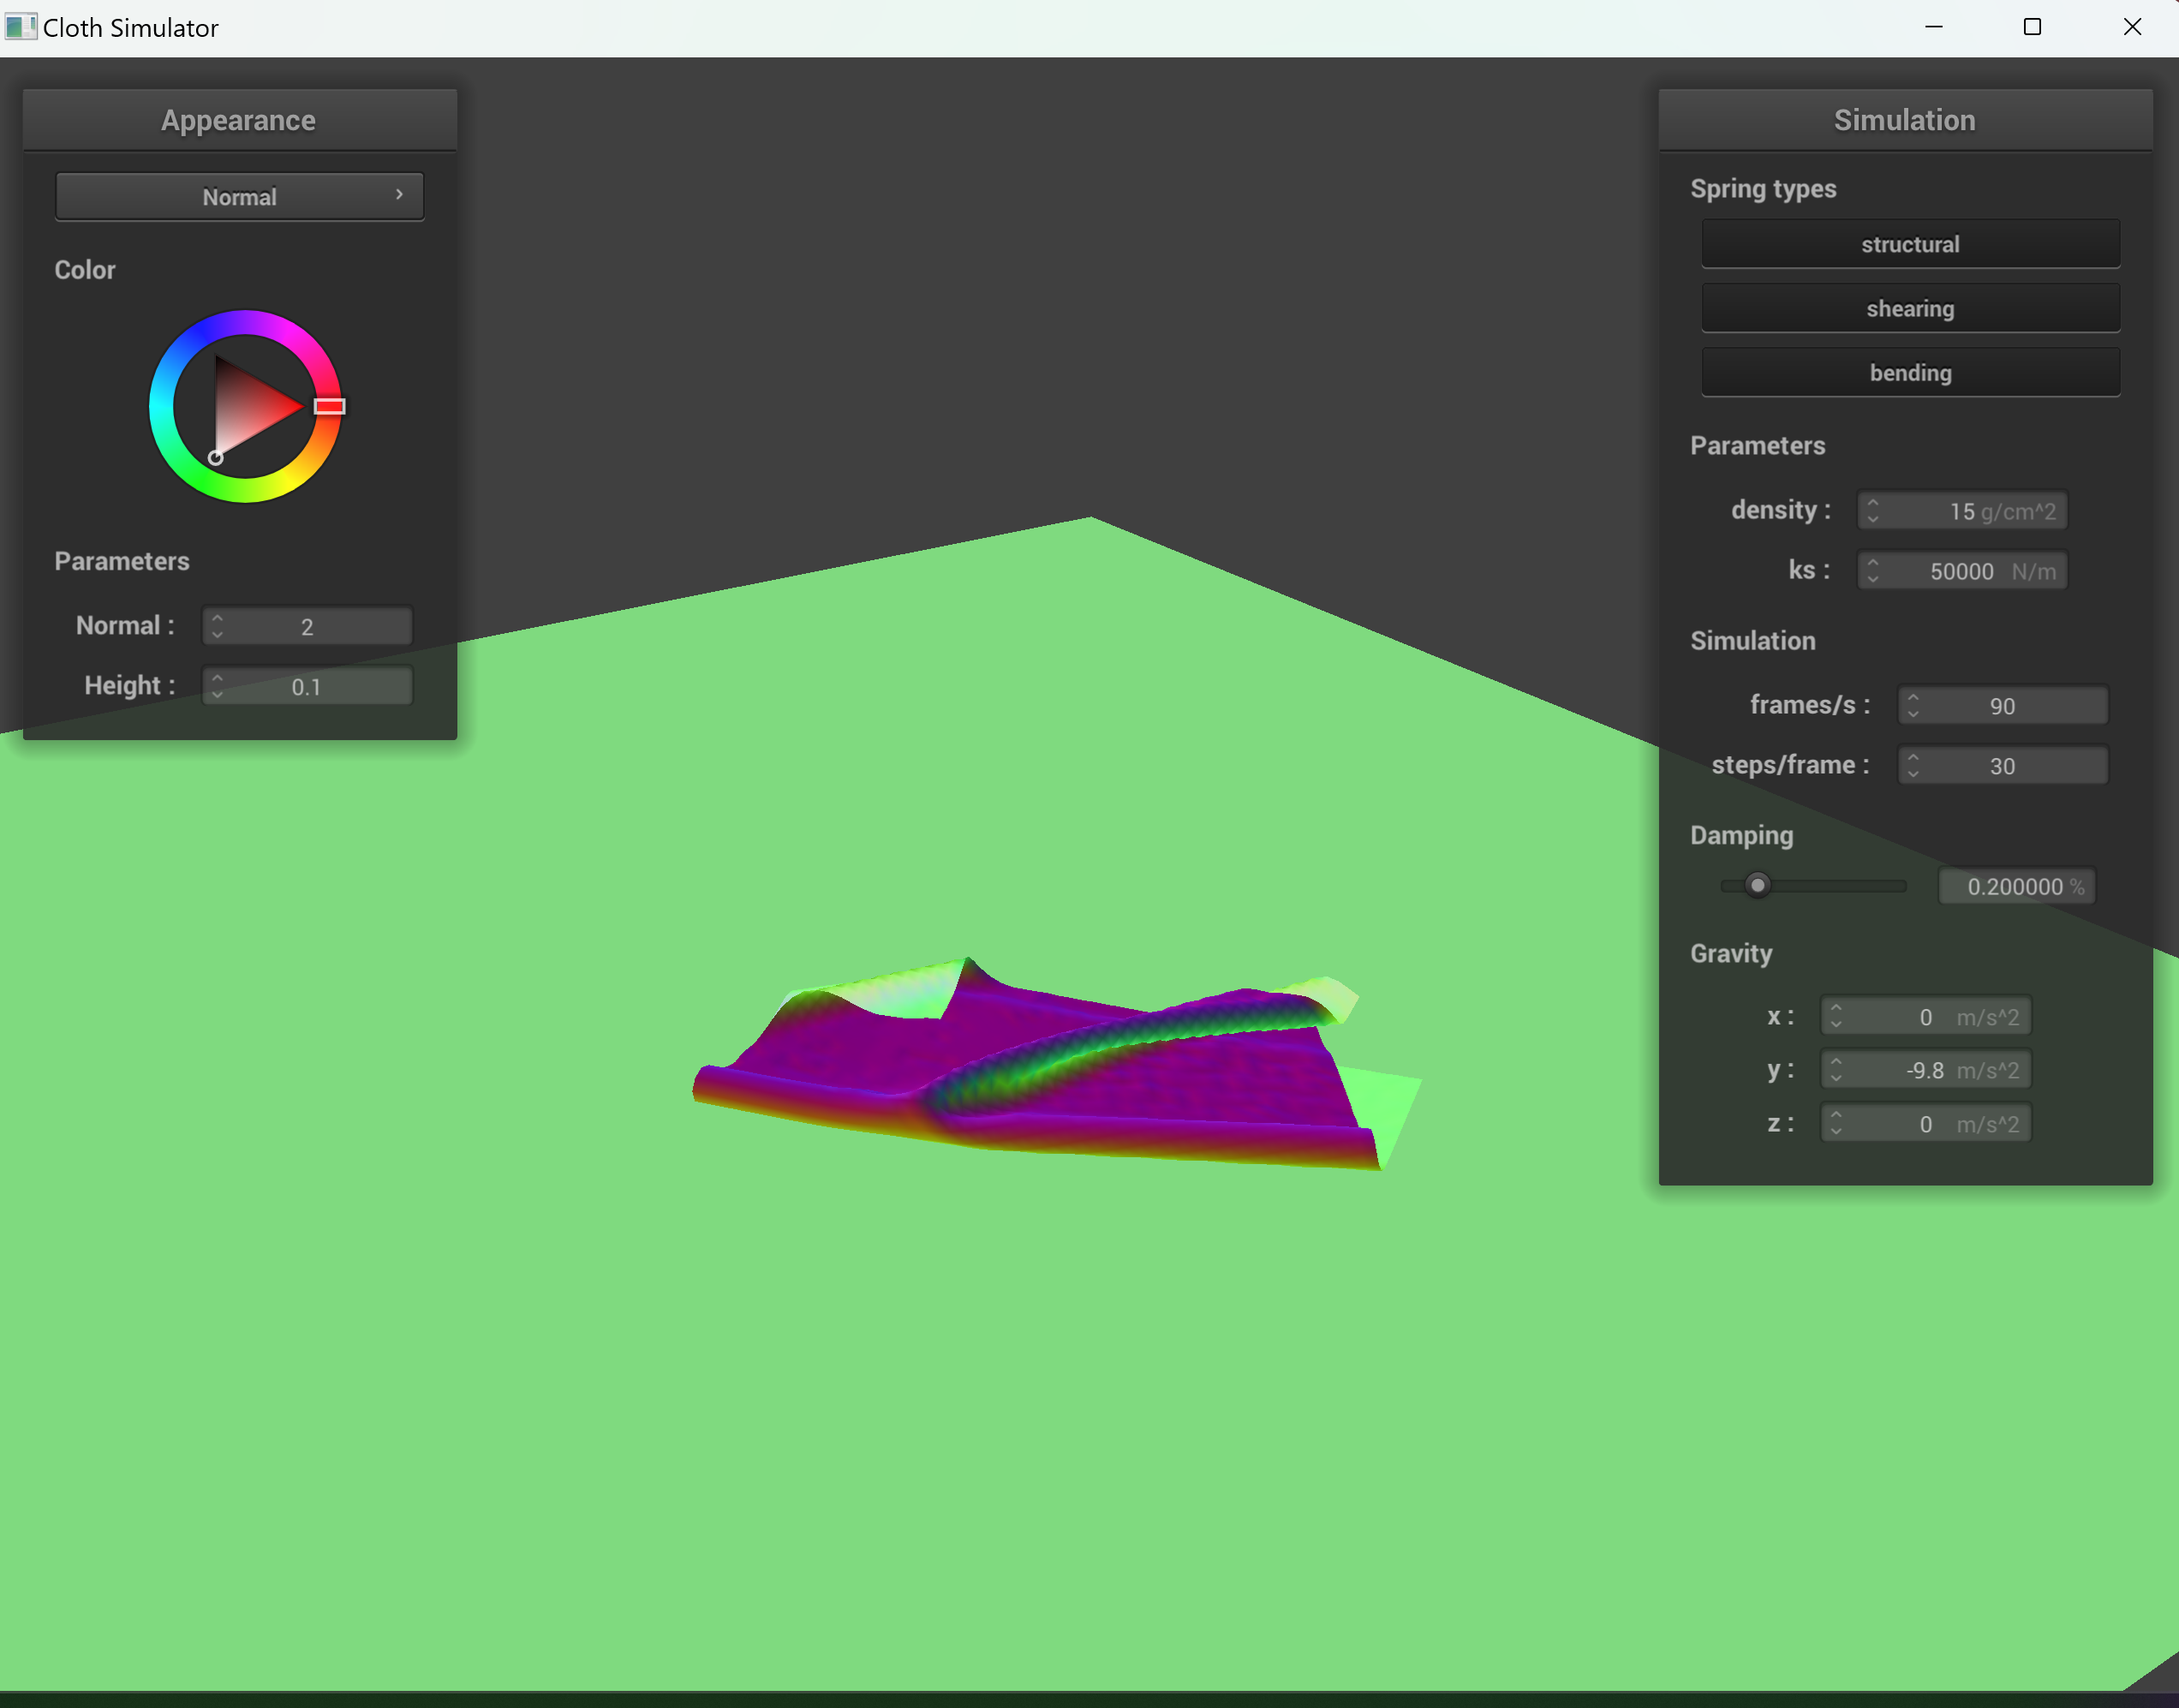 Cloth Simulator
Appearance
Normal
Color
Parameters
Normal : 2
Height : 0.1
Simulation
Spring types
structural
shearing
bending
Parameters
density : 15 g/cm^2
ks : 50000 N/m
Simulation
frames/s : 90
steps/frame : 30
Damping
0.200000 %
Gravity
x : 0 m/s^2
y : -9.8 m/s^2
z : 0 m/s^2